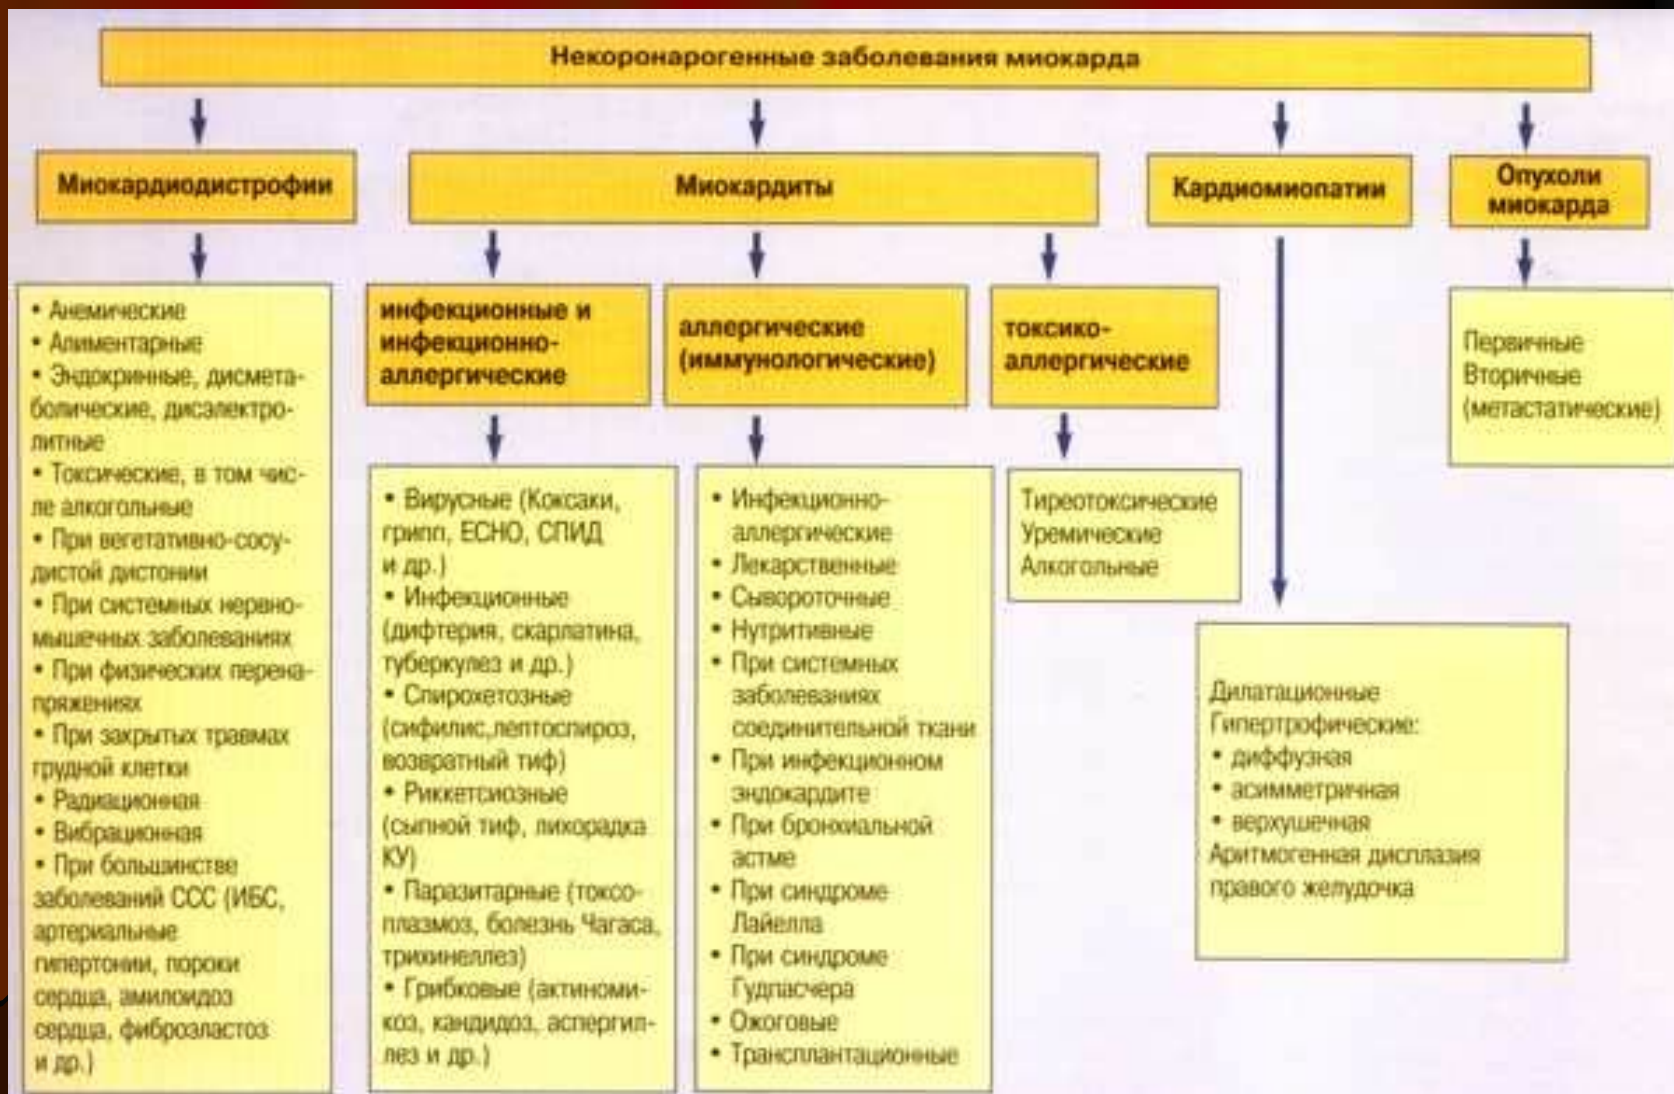 Некоронарогенные заболевания миокарда
Миокардиодистрофии
Миокардиты
Кардиомиопатии
Опухоли
миокарда
• Анемические
• Алиментарные
• Эндокринные, дисмета-
болические, дисэлектро-
литные
• Токсические, в том чис-
ле алкогольные
• При вегетативно-сосу-
дистой дистонии
• При системных нервно-
мышечных заболеваниях
• При физических перена-
пряжениях
• При закрытых травмах
грудной клетки
• Радиационная
• Вибрационная
• При большинстве
заболеваний ССС (ИБС,
артериальные
гипертонии, пороки
сердца, амилоидоз
сердца, фиброэластоз
и др.)
инфекционные и
инфекционно-
аллергические
• Вирусные (Коксаки,
грипп, ECHO, СПИД
и др.)
• Инфекционные
(дифтерия, скарлатина,
туберкулез и др.)
• Спирохетозные
(сифилис,лептоспироз,
возвратный тиф)
• Риккетсиозные
(сыпной тиф, лихорадка
КУ)
• Паразитарные (токсо-
плазмоз, болезнь Чагаса,
трихинеллез)
• Грибковые (актиноми-
коз, кандидоз, аспергил-
лез и др.)
аллергические
(иммунологические)
• Инфекционно-
аллергические
• Лекарственные
• Сывороточные
• Нутритивные
• При системных
заболеваниях
соединительной ткани
• При инфекционном
эндокардите
• При бронхиальной
астме
• При синдроме
Лайелла
• При синдроме
Гудпасчера
• Ожоговые
• Трансплантационные
токсико-
аллергические
Тиреотоксические
Уремические
Алкогольные
Дилатационные
Гипертрофические:
• диффузная
• асимметричная
• верхушечная
Аритмогенная дисплазия
правого желудочка
Первичные
Вторичные
(метастатические)